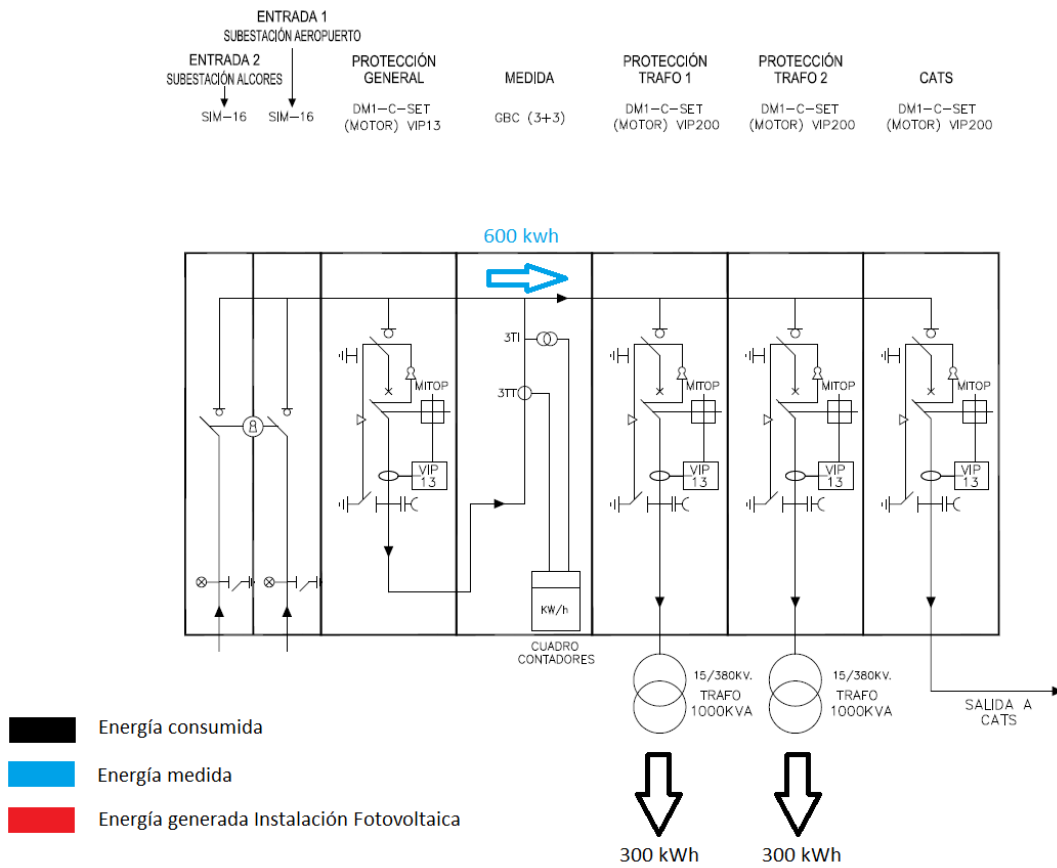 ENTRADA 1
SUBESTACIÓN AEROPUERTO
ENTRADA 2
SUBESTACIÓN ALCORES
SIM-16
SIM-16
PROTECCIÓN
GENERAL
DM1-C-SET
(MOTOR) VIP13
MEDIDA
GBC (3+3)
PROTECCIÓN
TRAFO 1
DM1-C-SET
(MOTOR) VIP200
PROTECCIÓN
TRAFO 2
DM1-C-SET
(MOTOR) VIP200
CATS
DM1-C-SET
(MOTOR) VIP200
600 kwh
MITOP
VIP
13
3TI
3TT
KW/h
CUADRO
CONTADORES
MITOP
VIP
13
MITOP
VIP
13
MITOP
VIP
13
15/380KV.
TRAFO
1000KVA
15/380KV.
TRAFO
1000KVA
SALIDA A
CATS
Energía consumida
Energía medida
Energía generada Instalación Fotovoltaica
300 kWh
300 kWh